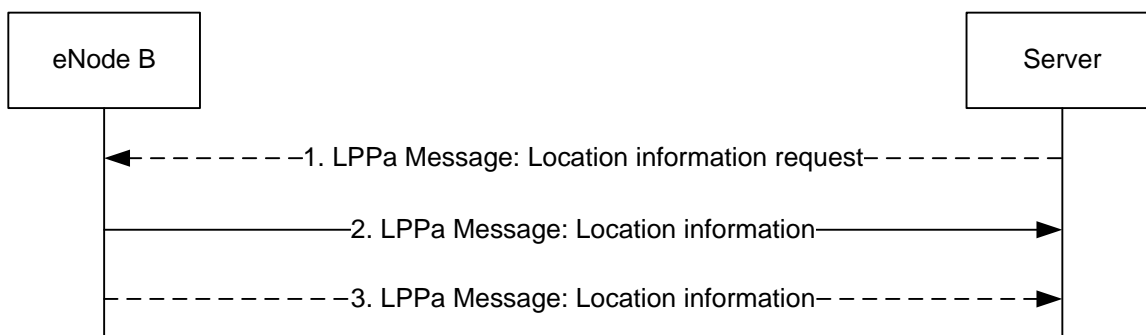 eNode B
Server
1. LPPa Message: Location information request
2. LPPa Message: Location information
3. LPPa Message: Location information